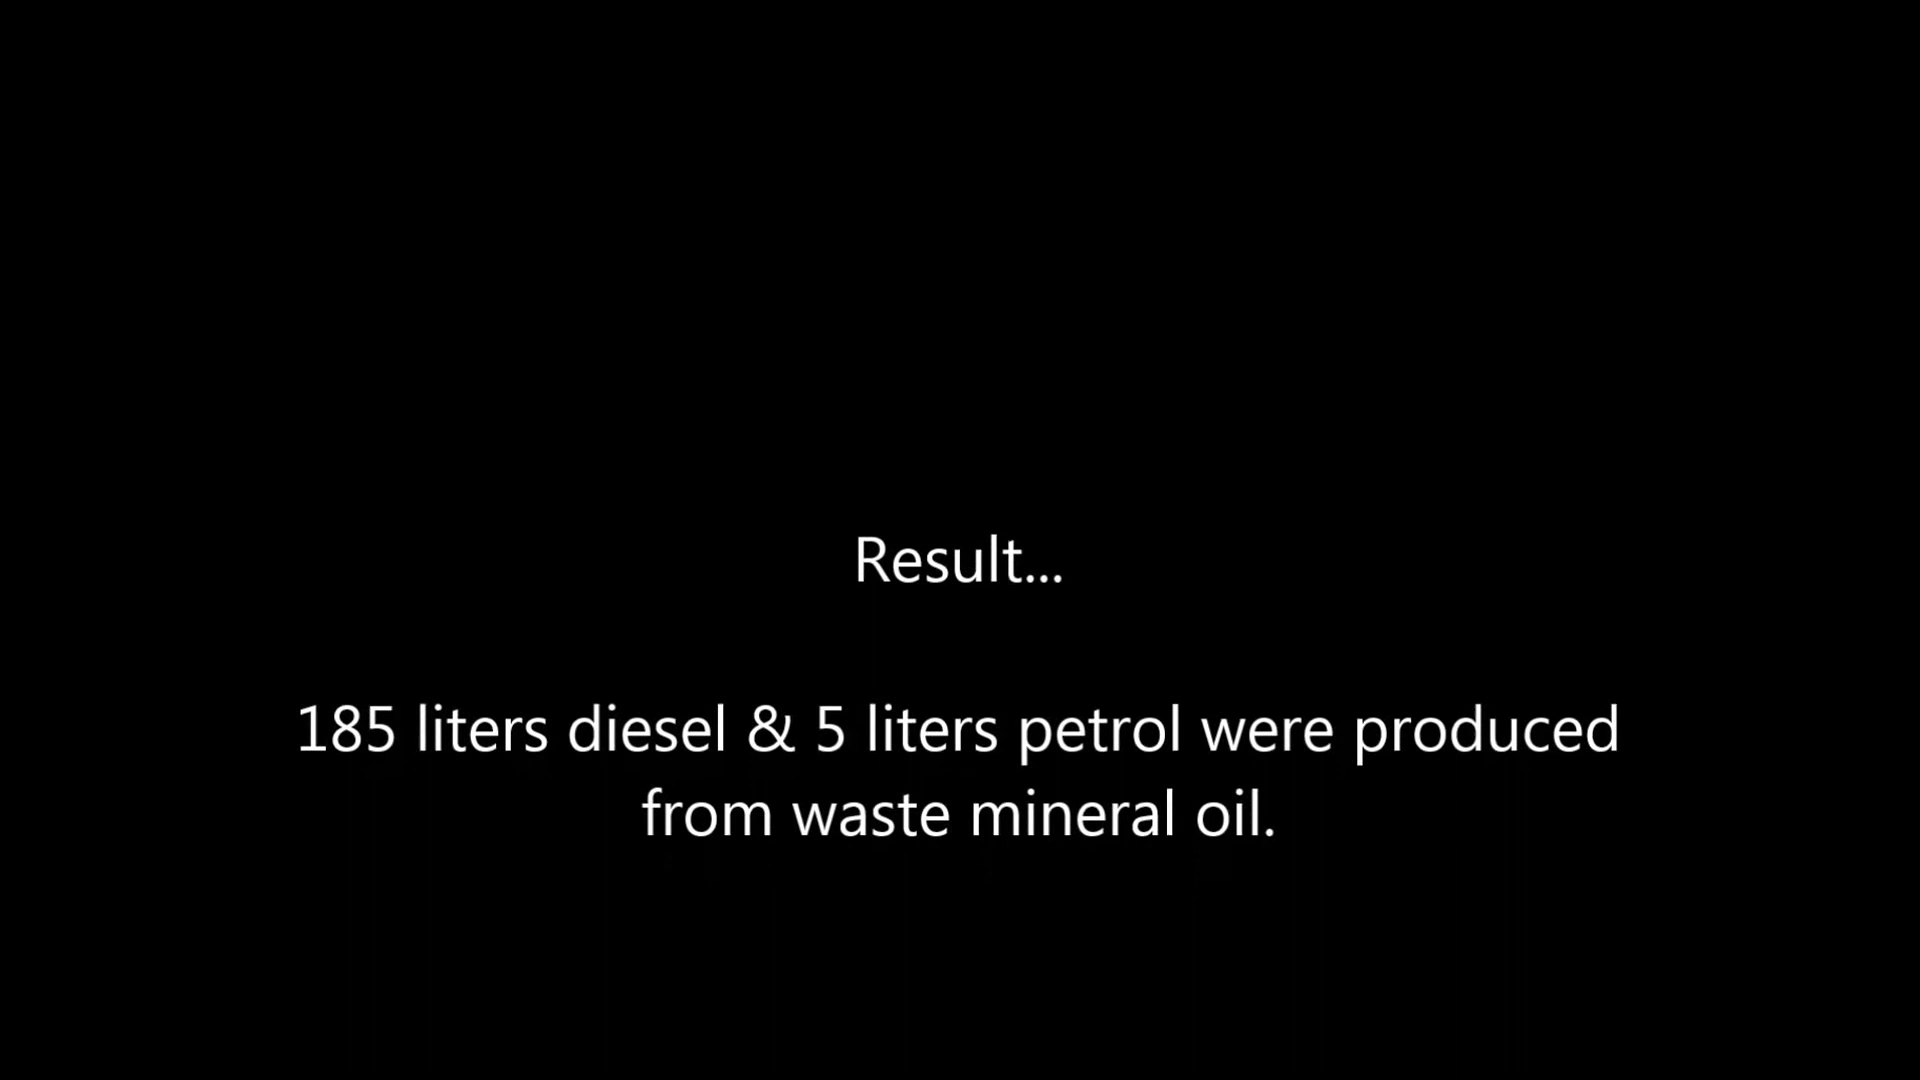 Result...
185 liters diesel & 5 liters petrol were produced
from waste mineral oil.